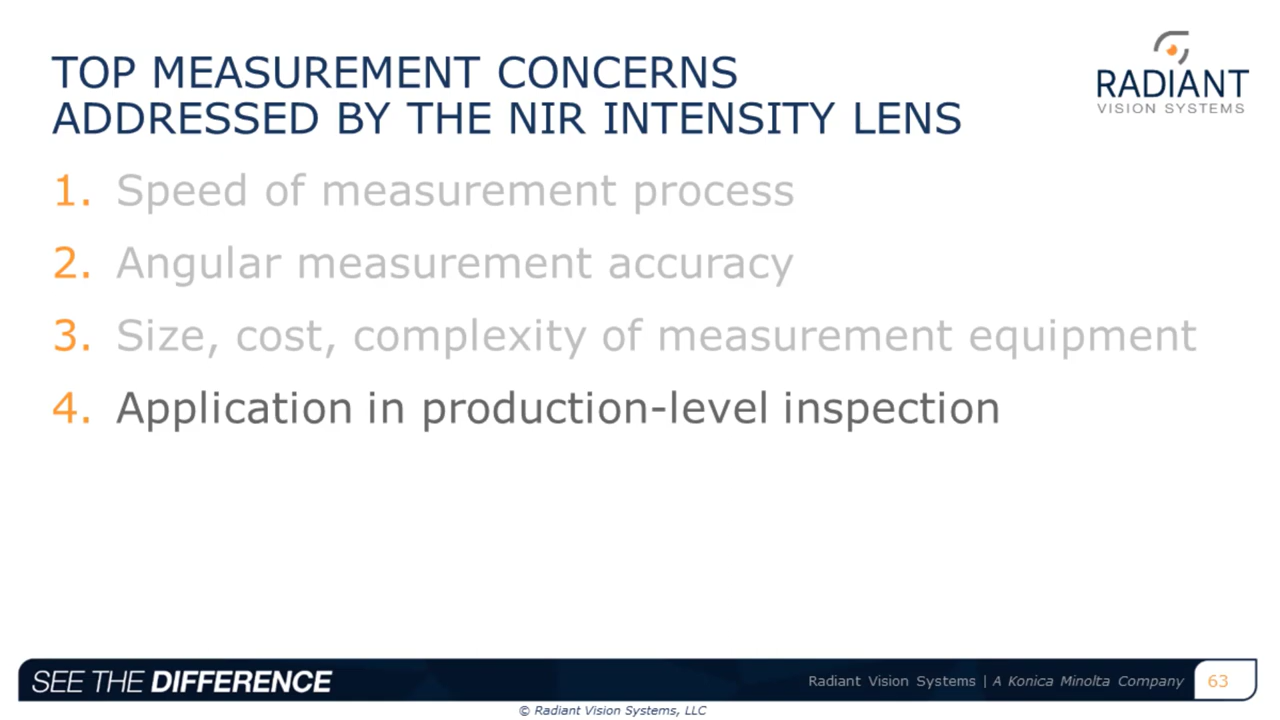 TOP MEASUREMENT CONCERNS
ADDRESSED BY THE NIR INTENSITY LENS
RADIANT
VISION SYSTEMS
1. Speed of measurement process
2. Angular measurement accuracy
3. Size, cost, complexity of measurement equipment
4. Application in production-level inspection
SEE THE DIFFERENCE
Radiant Vision Systems | A Konica Minolta Company
63
© Radiant Vision Systems, LLC